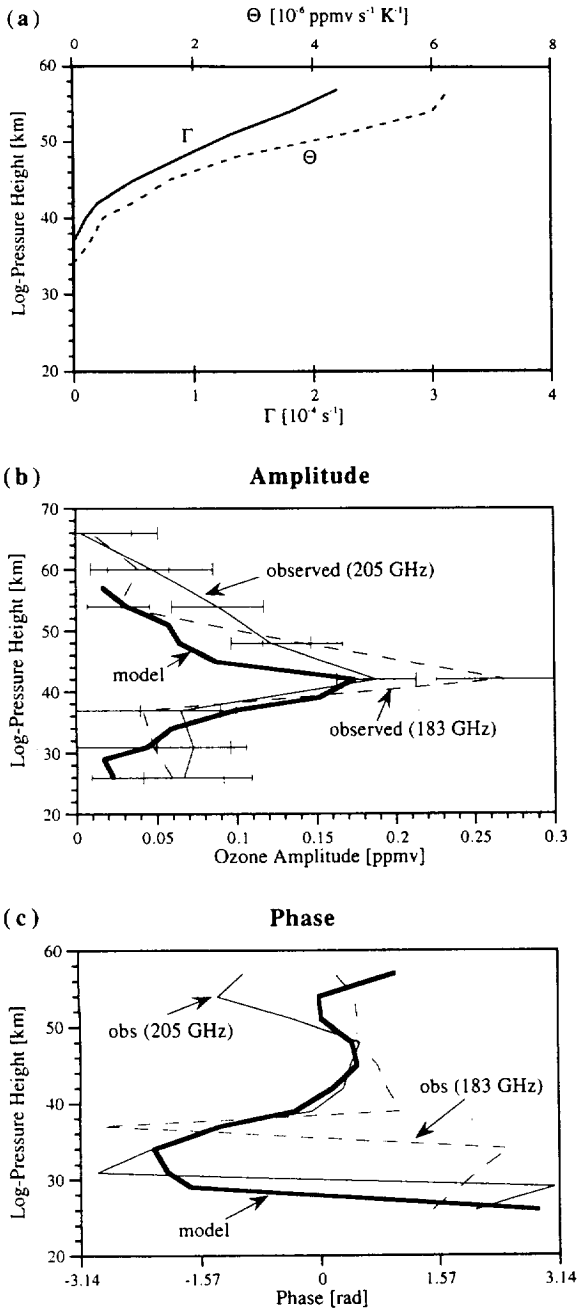 (a)
Θ [10⁻⁶ ppmv s⁻¹ K⁻¹]
0 2 4 6 8
60
50
40
30
20
Log-Pressure Height [km]
Γ
Θ
0 1 2 3 4
Γ [10⁻⁴ s⁻¹]
(b) Amplitude
70
60
50
40
30
20
Log-Pressure Height [km]
observed (205 GHz)
model
observed (183 GHz)
0 0.05 0.1 0.15 0.2 0.25 0.3
Ozone Amplitude [ppmv]
(c) Phase
60
50
40
30
20
Log-Pressure Height [km]
obs (205 GHz)
obs (183 GHz)
model
-3.14 -1.57 0 1.57 3.14
Phase [rad]